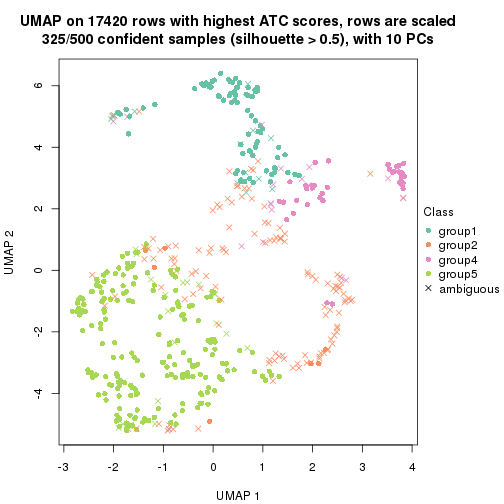 UMAP on 17420 rows with highest ATC scores, rows are scaled
325/500 confident samples (silhouette > 0.5), with 10 PCs
6
4
2
0
-2
-4
UMAP 2
-3
-2
-1
0
1
2
3
4
UMAP 1
Class
group1
group2
group4
group5
ambiguous